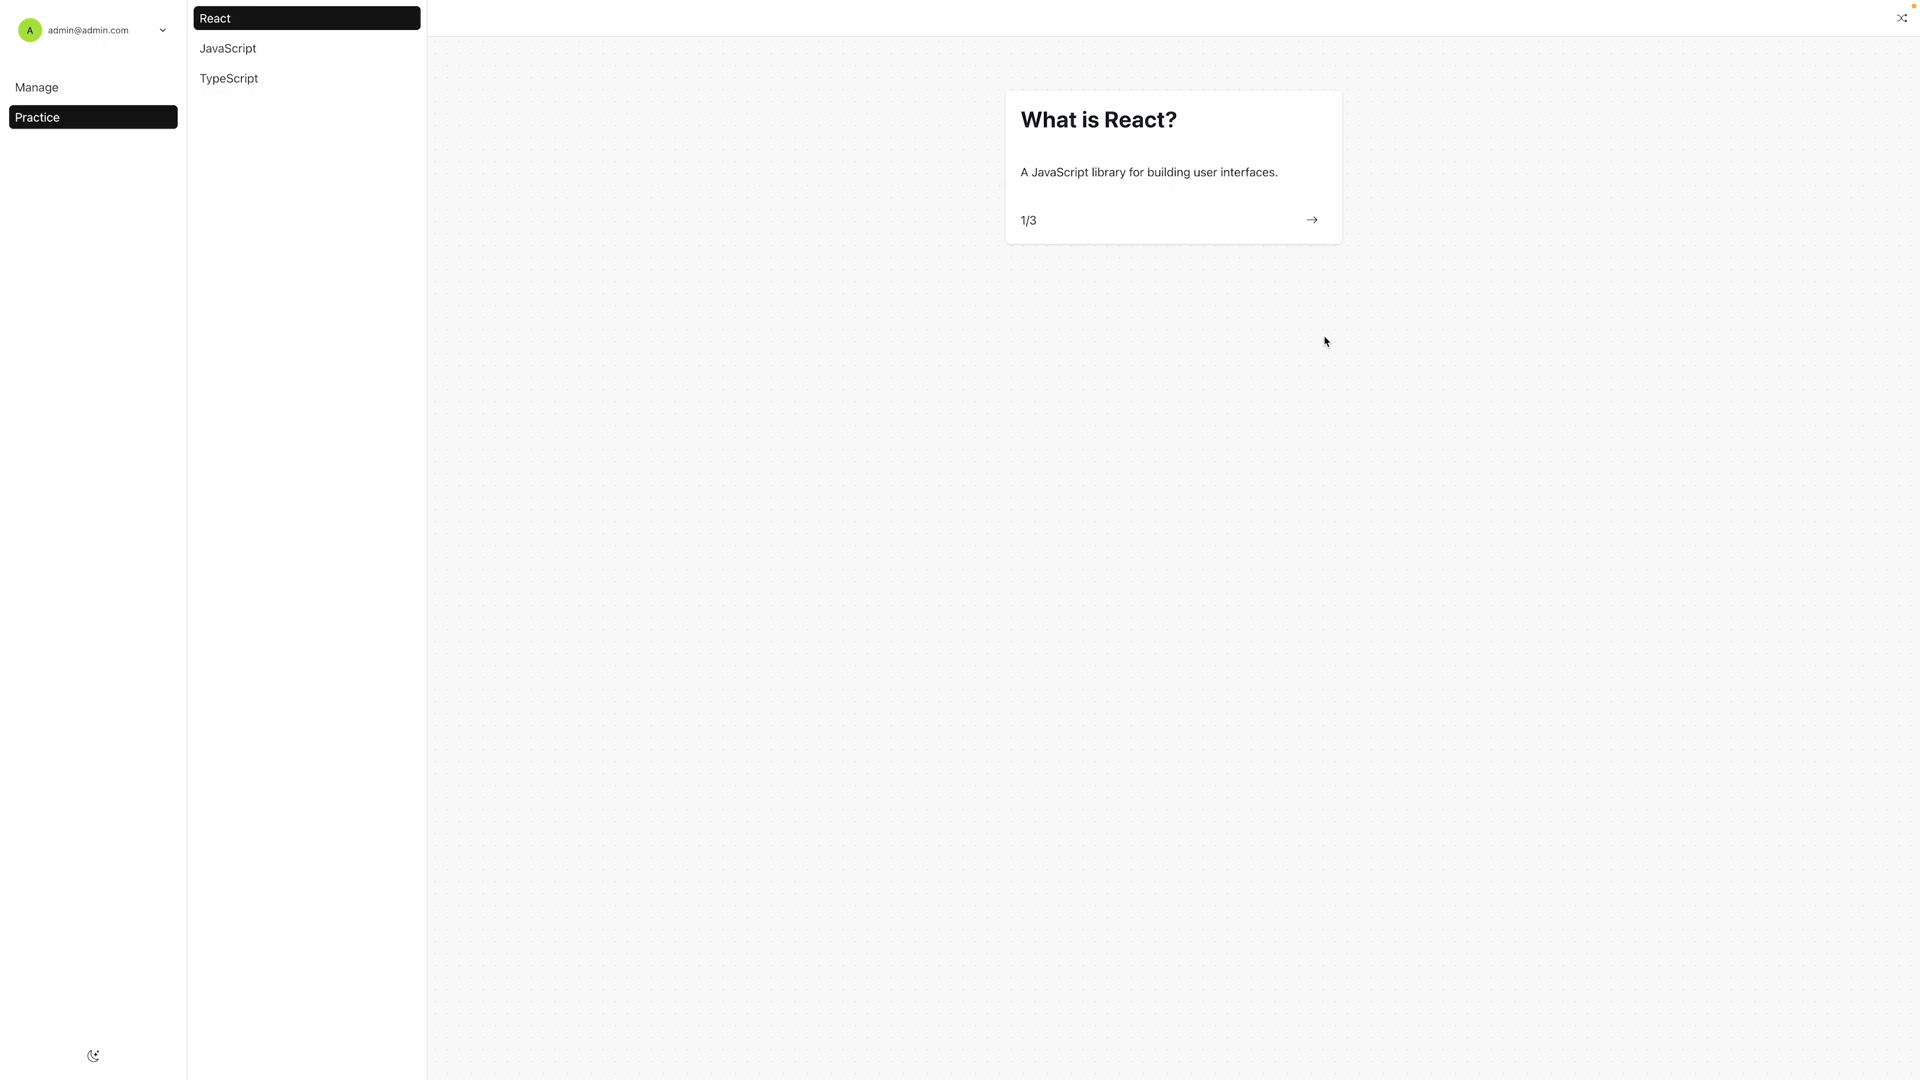 A
admin@admin.com
Manage
Practice
React
JavaScript
TypeScript
What is React?
A JavaScript library for building user interfaces.
1/3